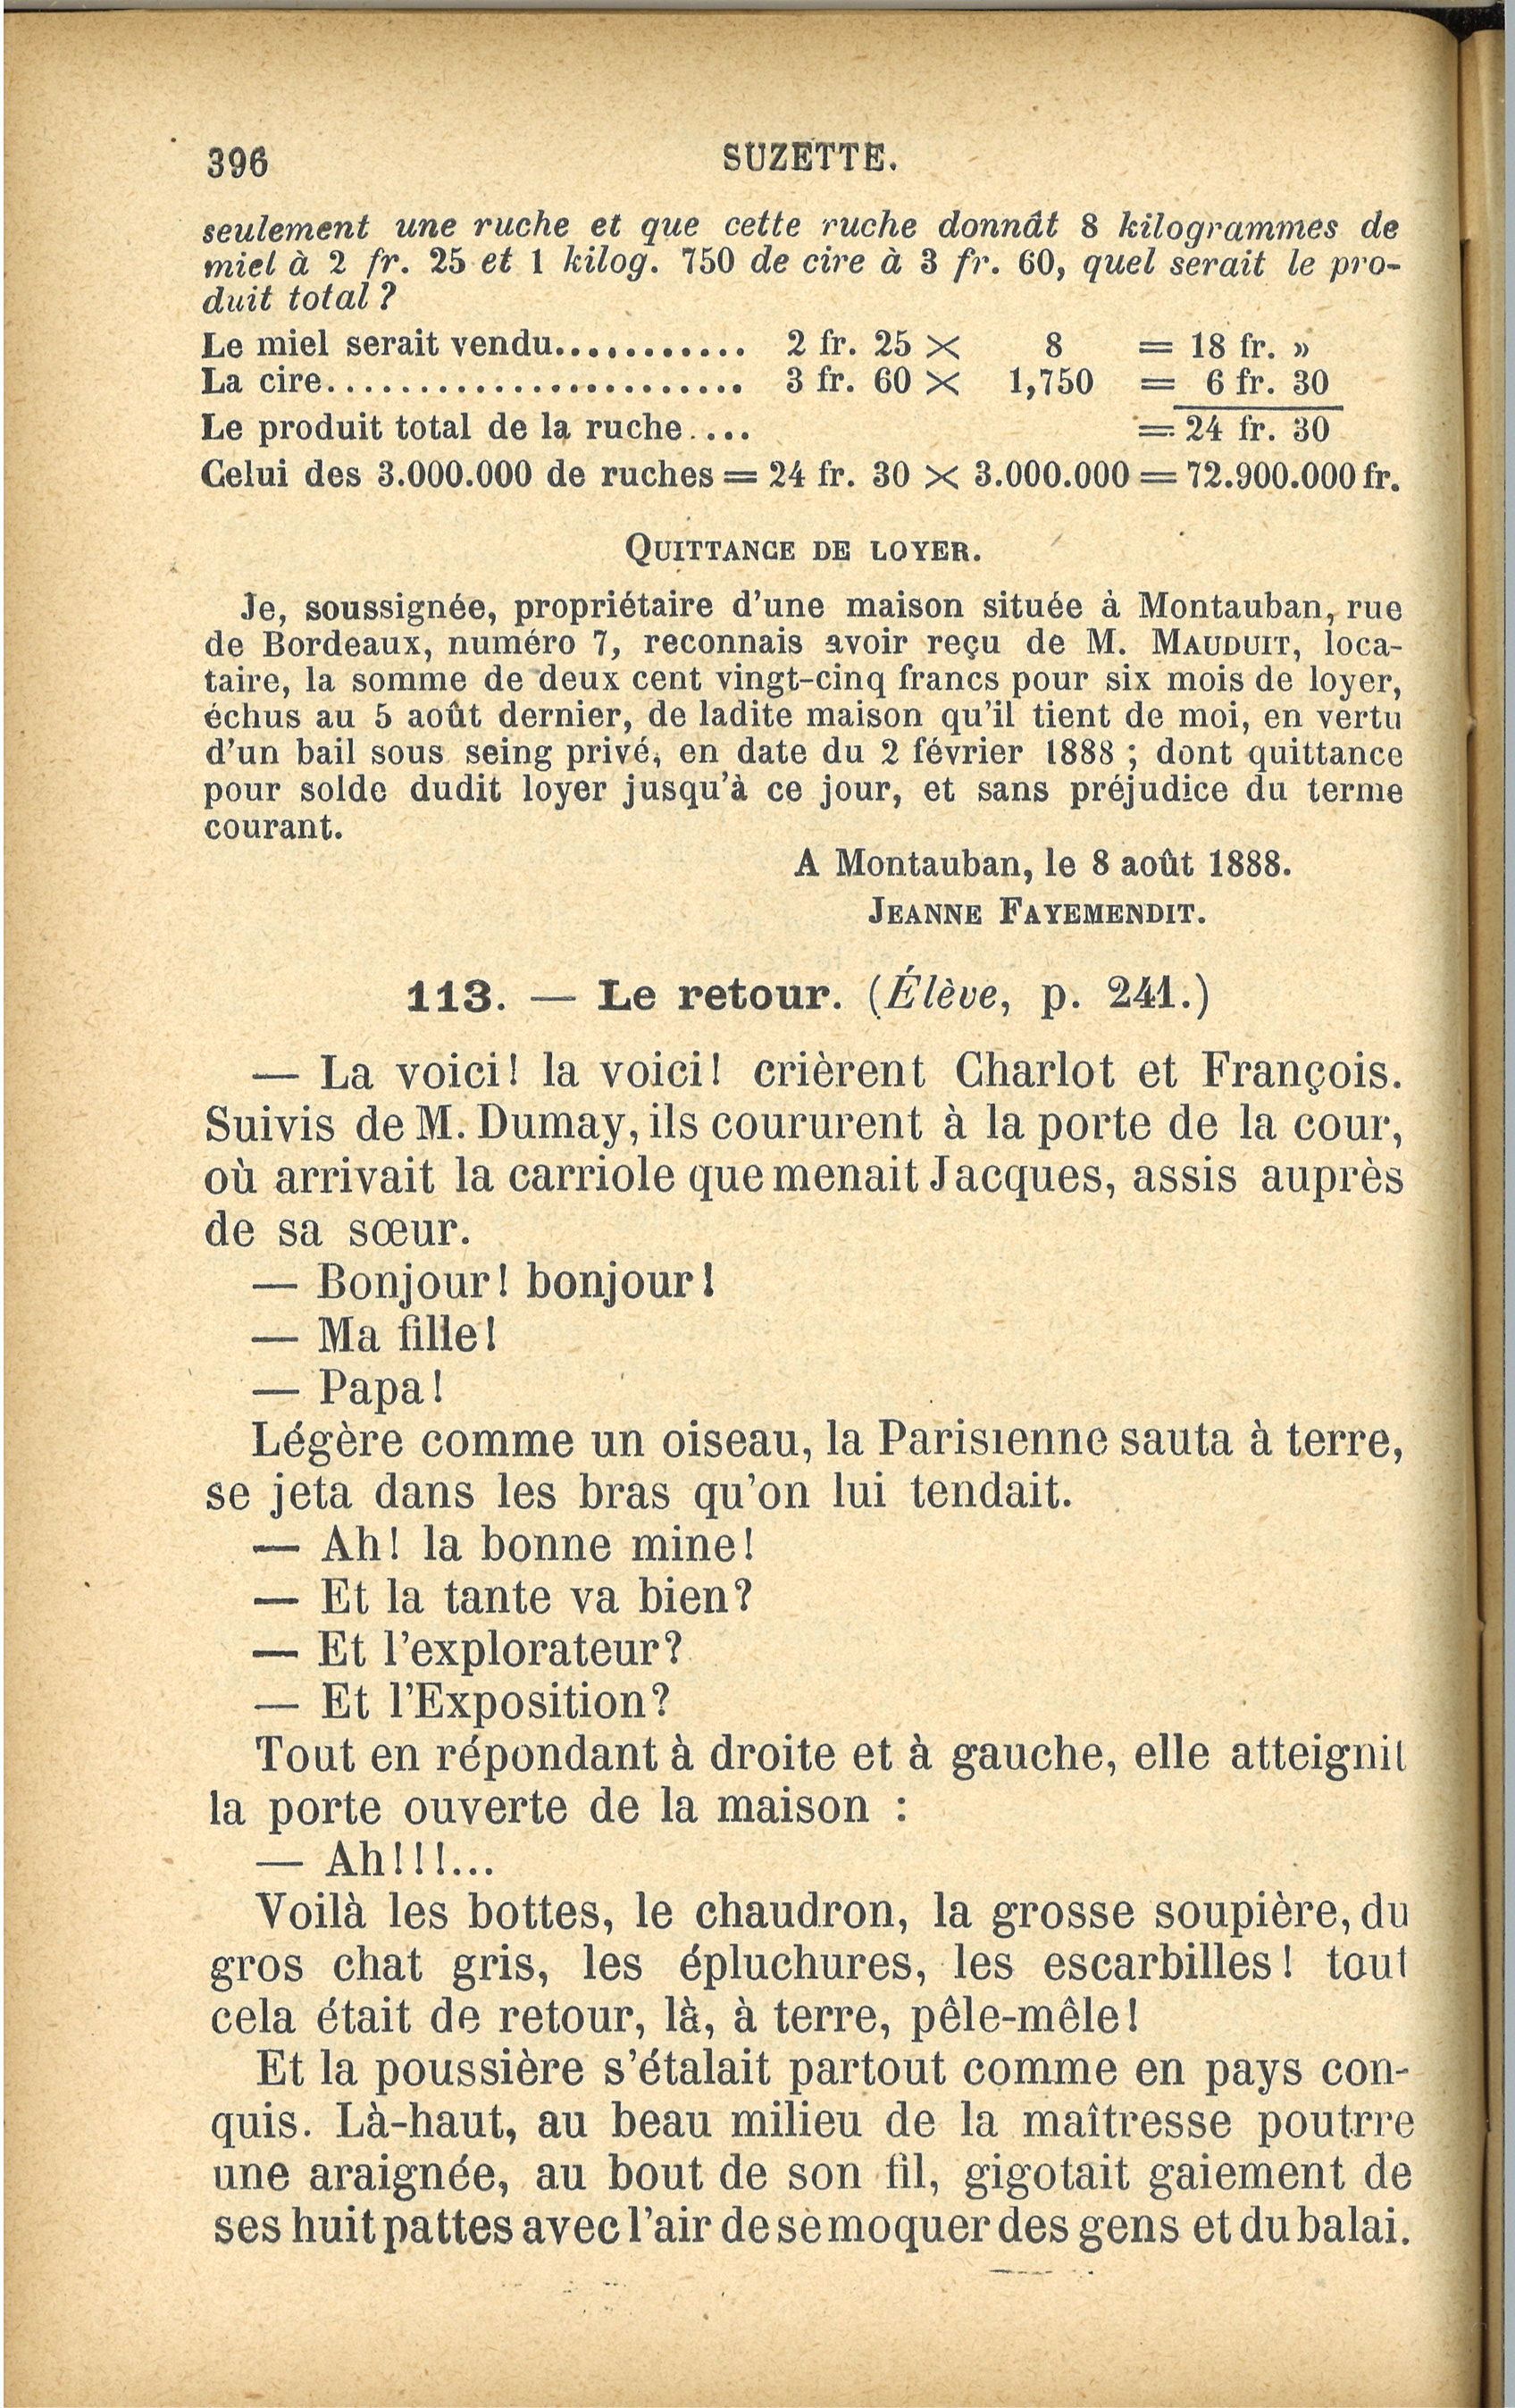 396
SUZETTE.
seulement une ruche et que cette ruche donnât 8 kilogrammes de
miel à 2 fr. 25 et 1 kilog. 750 de cire à 3 fr. 60, quel serait le pro-
duit total ?
Le miel serait vendu............ 2 fr. 25 × 8 = 18 fr. »
La cire........................ 3 fr. 60 × 1,750 = 6 fr. 30
Le produit total de la ruche.... = 24 fr. 30
Celui des 3.000.000 de ruches = 24 fr. 30 × 3.000.000 = 72.900.000 fr.
QUITTANCE DE LOYER.
Je, soussignée, propriétaire d'une maison située à Montauban, rue
de Bordeaux, numéro 7, reconnais avoir reçu de M. MAUDUIT, loca-
taire, la somme de deux cent vingt-cinq francs pour six mois de loyer,
échus au 5 août dernier, de ladite maison qu'il tient de moi, en vertu
d'un bail sous seing privé, en date du 2 février 1888 ; dont quittance
pour solde dudit loyer jusqu'à ce jour, et sans préjudice du terme
courant.
A Montauban, le 8 août 1888.
JEANNE FAYEMENDIT.
113. — Le retour. (Élève, p. 241.)
— La voici! la voici! crièrent Charlot et François.
Suivis de M. Dumay, ils coururent à la porte de la cour,
où arrivait la carriole que menait Jacques, assis auprès
de sa sœur.
— Bonjour! bonjour!
— Ma fille!
— Papa!
Légère comme un oiseau, la Parisienne sauta à terre,
se jeta dans les bras qu'on lui tendait.
— Ah! la bonne mine!
— Et la tante va bien?
— Et l'explorateur?
— Et l'Exposition?
Tout en répondant à droite et à gauche, elle atteignit
la porte ouverte de la maison :
— Ah!!!...
Voilà les bottes, le chaudron, la grosse soupière, du
gros chat gris, les épluchures, les escarbilles! tout
cela était de retour, là, à terre, pêle-mêle!
Et la poussière s'étalait partout comme en pays con-
quis. Là-haut, au beau milieu de la maîtresse poutrre
une araignée, au bout de son fil, gigotait gaiement de
ses huit pattes avec l'air de se moquer des gens et du balai.